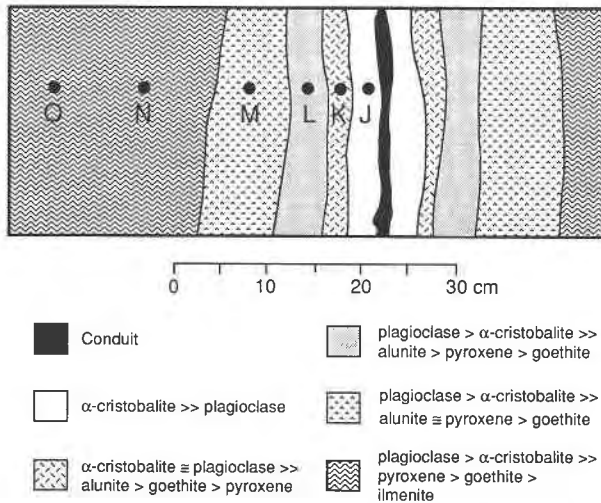 O N M L K J
0 10 20 30 cm
Conduit
α-cristobalite >> plagioclase
α-cristobalite ≅ plagioclase >>
alunite > goethite > pyroxene
plagioclase > α-cristobalite >>
alunite > pyroxene > goethite
plagioclase > α-cristobalite >>
alunite ≅ pyroxene > goethite
plagioclase > α-cristobalite >>
pyroxene > goethite >
ilmenite